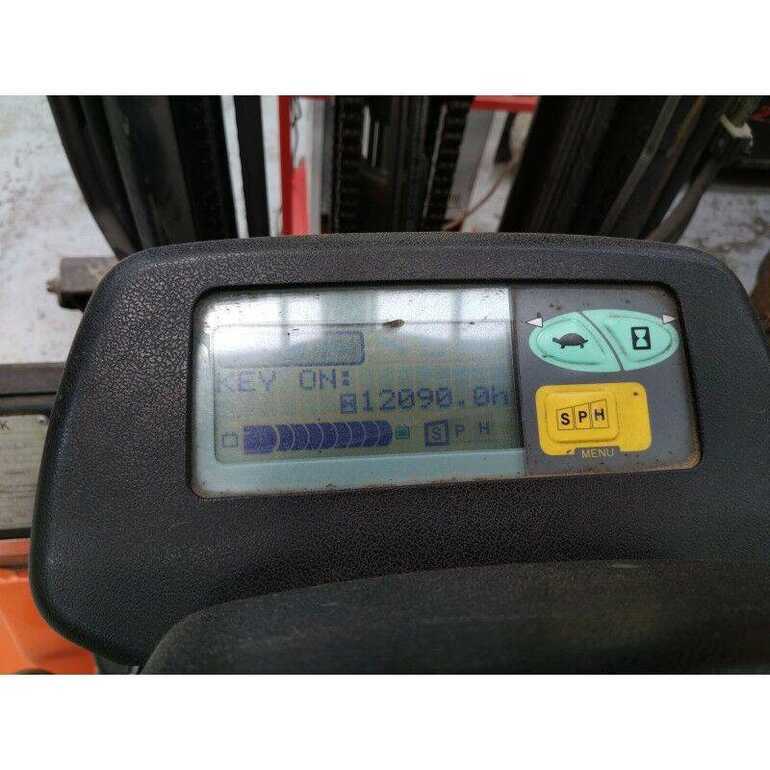 KEY ON:
12090.0h
S P H
S P H
MENU
K